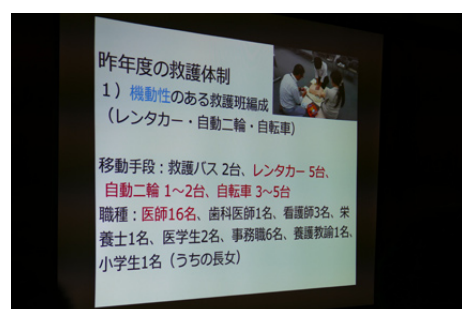 昨年度の救護体制
1）機動性のある救護班編成
（レンタカー・自動二輪・自転車）
移動手段：救護バス 2台、レンタカー 5台、
自動二輪 1～2台、自転車 3～5台
職種：医師16名、歯科医師1名、看護師3名、栄
養士1名、医学生2名、事務職6名、養護教諭1名、
小学生1名（うちの長女）